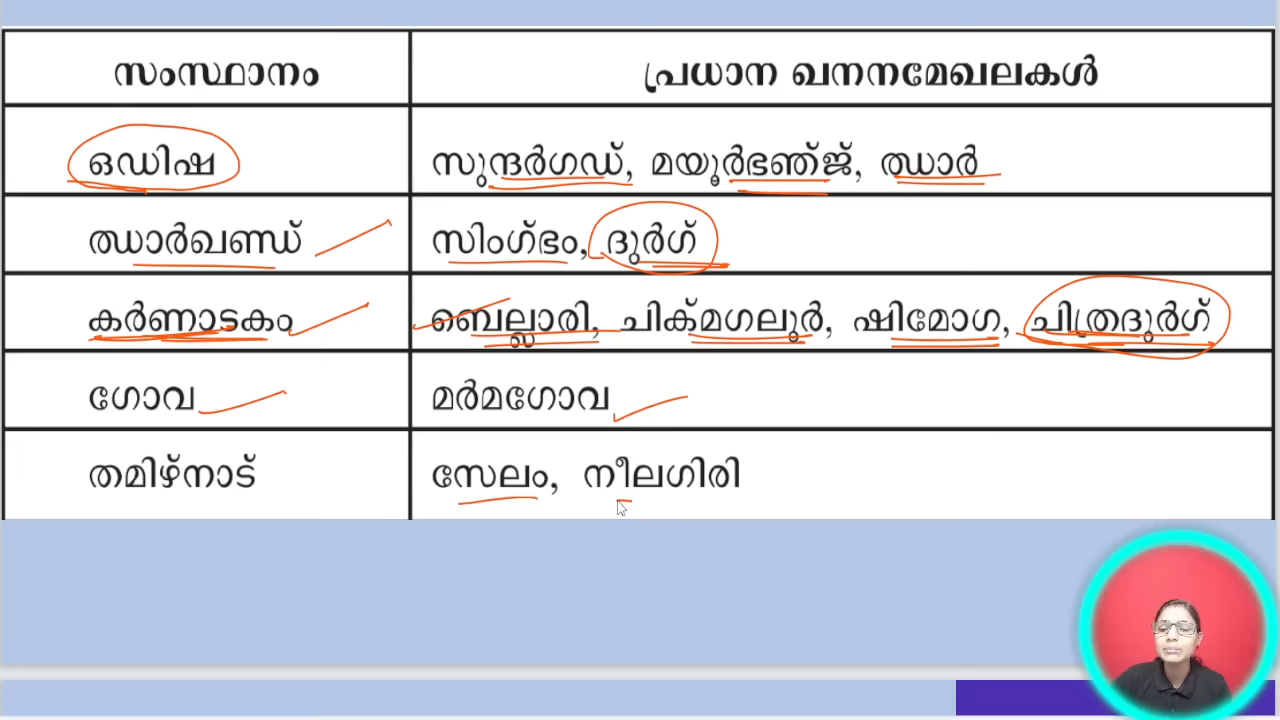 സംസ്ഥാനം പ്രധാന ഖനനമേഖലകൾ
ഒഡിഷ സുന്ദർഗഡ്, മയൂർഭഞ്ജ്, ഝാർ
ഝാർഖണ്ഡ് സിംഗ്ഭം, ദുർഗ്
കർണാടകം ബെല്ലാരി, ചിക്മഗലൂർ, ഷിമോഗ, ചിത്രദുർഗ്
ഗോവ മർമഗോവ
തമിഴ്നാട് സേലം, നീലഗിരി